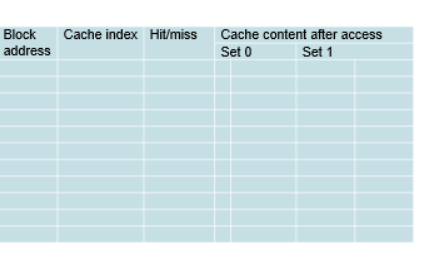 Block address
Cache index
Hit/miss
Cache content after access
Set 0
Set 1